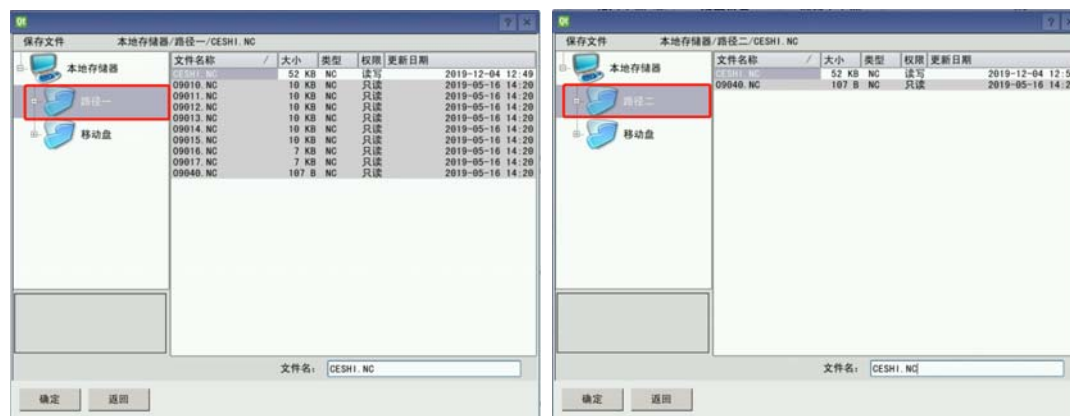 Qt
保存文件 本地存储器/路径一/CESHI.NC
本地存储器
路径一
移动盘
文件名称 / 大小 类型 权限 更新日期
CESHI.NC 52 KB NC 读写 2019-12-04 12:49
O9010.NC 10 KB NC 只读 2019-05-16 14:20
O9011.NC 10 KB NC 只读 2019-05-16 14:20
O9012.NC 10 KB NC 只读 2019-05-16 14:20
O9013.NC 10 KB NC 只读 2019-05-16 14:20
O9014.NC 10 KB NC 只读 2019-05-16 14:20
O9015.NC 10 KB NC 只读 2019-05-16 14:20
O9016.NC 7 KB NC 只读 2019-05-16 14:20
O9017.NC 7 KB NC 只读 2019-05-16 14:20
O9040.NC 107 B NC 只读 2019-05-16 14:20
文件名: CESHI.NC
确定 返回
Qt
保存文件 本地存储器/路径二/CESHI.NC
本地存储器
路径二
移动盘
文件名称 / 大小 类型 权限 更新日期
CESHI.NC 52 KB NC 读写 2019-12-04 12:5
O9040.NC 107 B NC 只读 2019-05-16 14:2
文件名: CESHI.NC
确定 返回